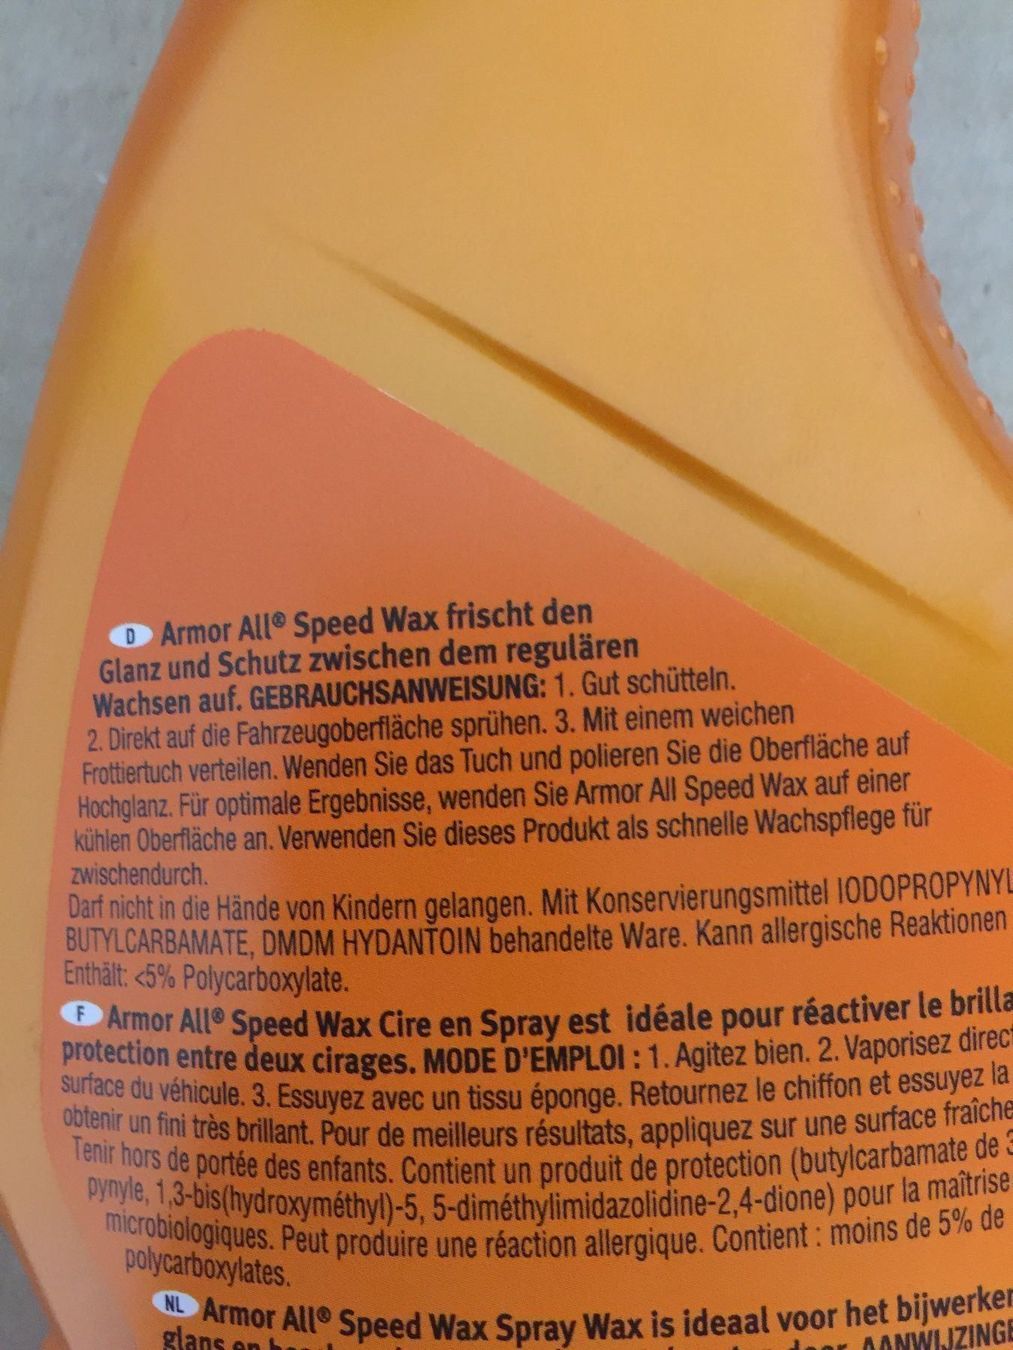 D Armor All® Speed Wax frischt den
Glanz und Schutz zwischen dem regulären
Wachsen auf. GEBRAUCHSANWEISUNG: 1. Gut schütteln.
2. Direkt auf die Fahrzeugoberfläche sprühen. 3. Mit einem weichen
Frottiertuch verteilen. Wenden Sie das Tuch und polieren Sie die Oberfläche auf
Hochglanz. Für optimale Ergebnisse, wenden Sie Armor All Speed Wax auf einer
kühlen Oberfläche an. Verwenden Sie dieses Produkt als schnelle Wachspflege für
zwischendurch.
Darf nicht in die Hände von Kindern gelangen. Mit Konservierungsmittel IODOPROPYNYL
BUTYLCARBAMATE, DMDM HYDANTOIN behandelte Ware. Kann allergische Reaktionen
Enthält: <5% Polycarboxylate.
F Armor All® Speed Wax Cire en Spray est idéale pour réactiver le brilla
protection entre deux cirages. MODE D'EMPLOI : 1. Agitez bien. 2. Vaporisez direct
surface du véhicule. 3. Essuyez avec un tissu éponge. Retournez le chiffon et essuyez la
obtenir un fini très brillant. Pour de meilleurs résultats, appliquez sur une surface fraîche
Tenir hors de portée des enfants. Contient un produit de protection (butylcarbamate de 3
pynyle, 1,3-bis(hydroxyméthyl)-5, 5-diméthylimidazolidine-2,4-dione) pour la maîtrise
microbiologiques. Peut produire une réaction allergique. Contient : moins de 5% de
polycarboxylates.
NL Armor All® Speed Wax Spray Wax is ideaal voor het bijwerken
glans en